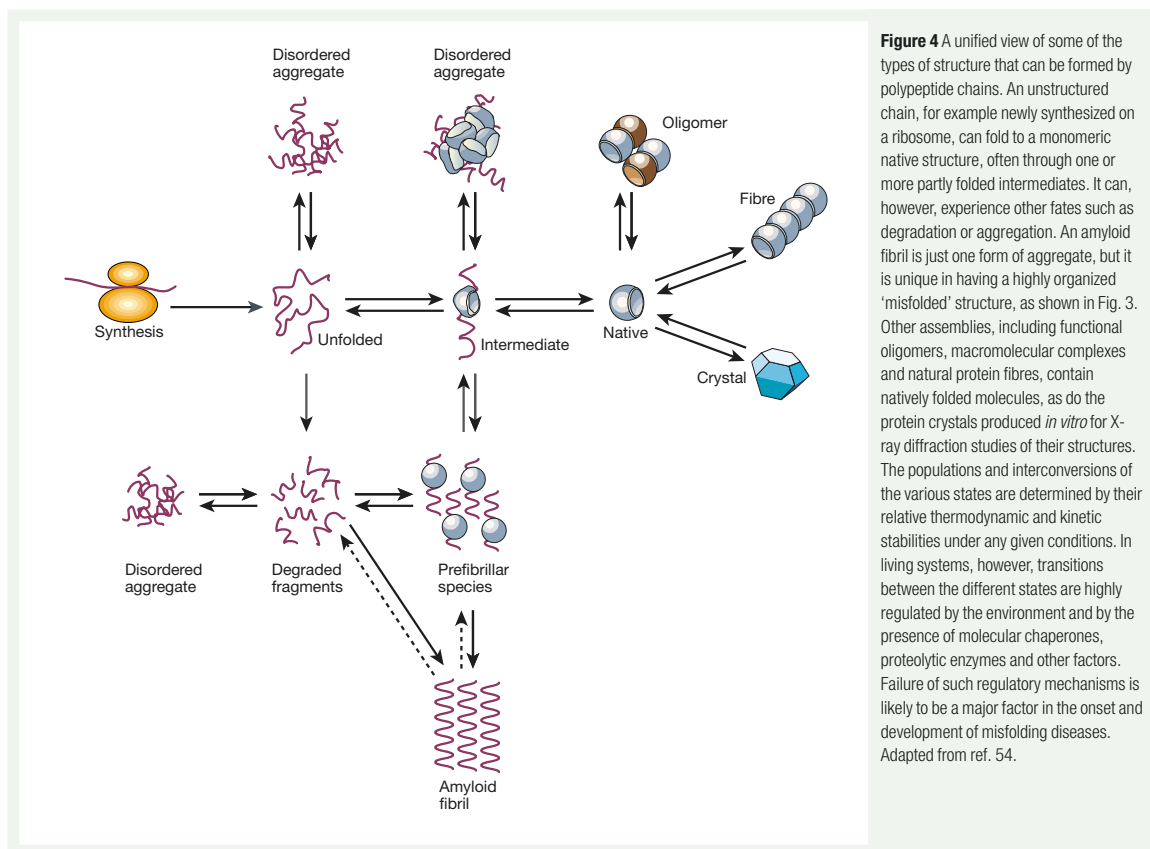 Disordered
aggregate
Disordered
aggregate
Oligomer
Fibre
Synthesis
Unfolded
Intermediate
Native
Crystal
Disordered
aggregate
Degraded
fragments
Prefibrillar
species
Amyloid
fibril
Figure 4 A unified view of some of the
types of structure that can be formed by
polypeptide chains. An unstructured
chain, for example newly synthesized on
a ribosome, can fold to a monomeric
native structure, often through one or
more partly folded intermediates. It can,
however, experience other fates such as
degradation or aggregation. An amyloid
fibril is just one form of aggregate, but it
is unique in having a highly organized
‘misfolded’ structure, as shown in Fig. 3.
Other assemblies, including functional
oligomers, macromolecular complexes
and natural protein fibres, contain
natively folded molecules, as do the
protein crystals produced in vitro for X-
ray diffraction studies of their structures.
The populations and interconversions of
the various states are determined by their
relative thermodynamic and kinetic
stabilities under any given conditions. In
living systems, however, transitions
between the different states are highly
regulated by the environment and by the
presence of molecular chaperones,
proteolytic enzymes and other factors.
Failure of such regulatory mechanisms is
likely to be a major factor in the onset and
development of misfolding diseases.
Adapted from ref. 54.